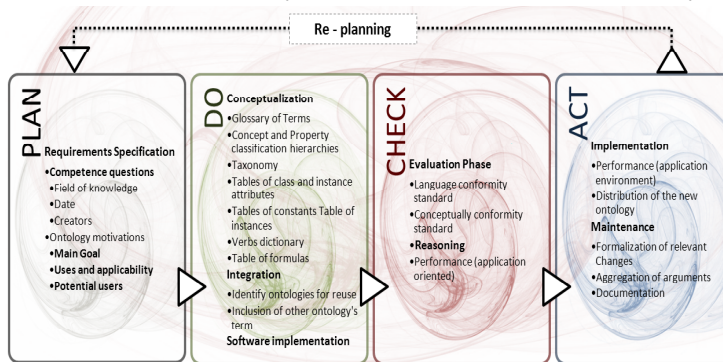 Re - planning
PLAN
Requirements Specification
•Competence questions
•Field of knowledge
•Date
•Creators
•Ontology motivations
•Main Goal
•Uses and applicability
•Potential users
DO
Conceptualization
•Glossary of Terms
•Concept and Property
classification hierarchies
•Taxonomy
•Tables of class and instance
attributes
•Tables of constants Table of
instances
•Verbs dictionary
•Table of formulas
Integration
•Identify ontologies for reuse
•Inclusion of other ontology's
term
Software implementation
CHECK
Evaluation Phase
•Language conformity
standard
•Conceptually conformity
standard
•Reasoning
•Performance (application
oriented)
ACT
Implementation
•Performance (application
environment)
•Distribution of the new
ontology
Maintenance
•Formalization of relevant
Changes
•Aggregation of arguments
•Documentation